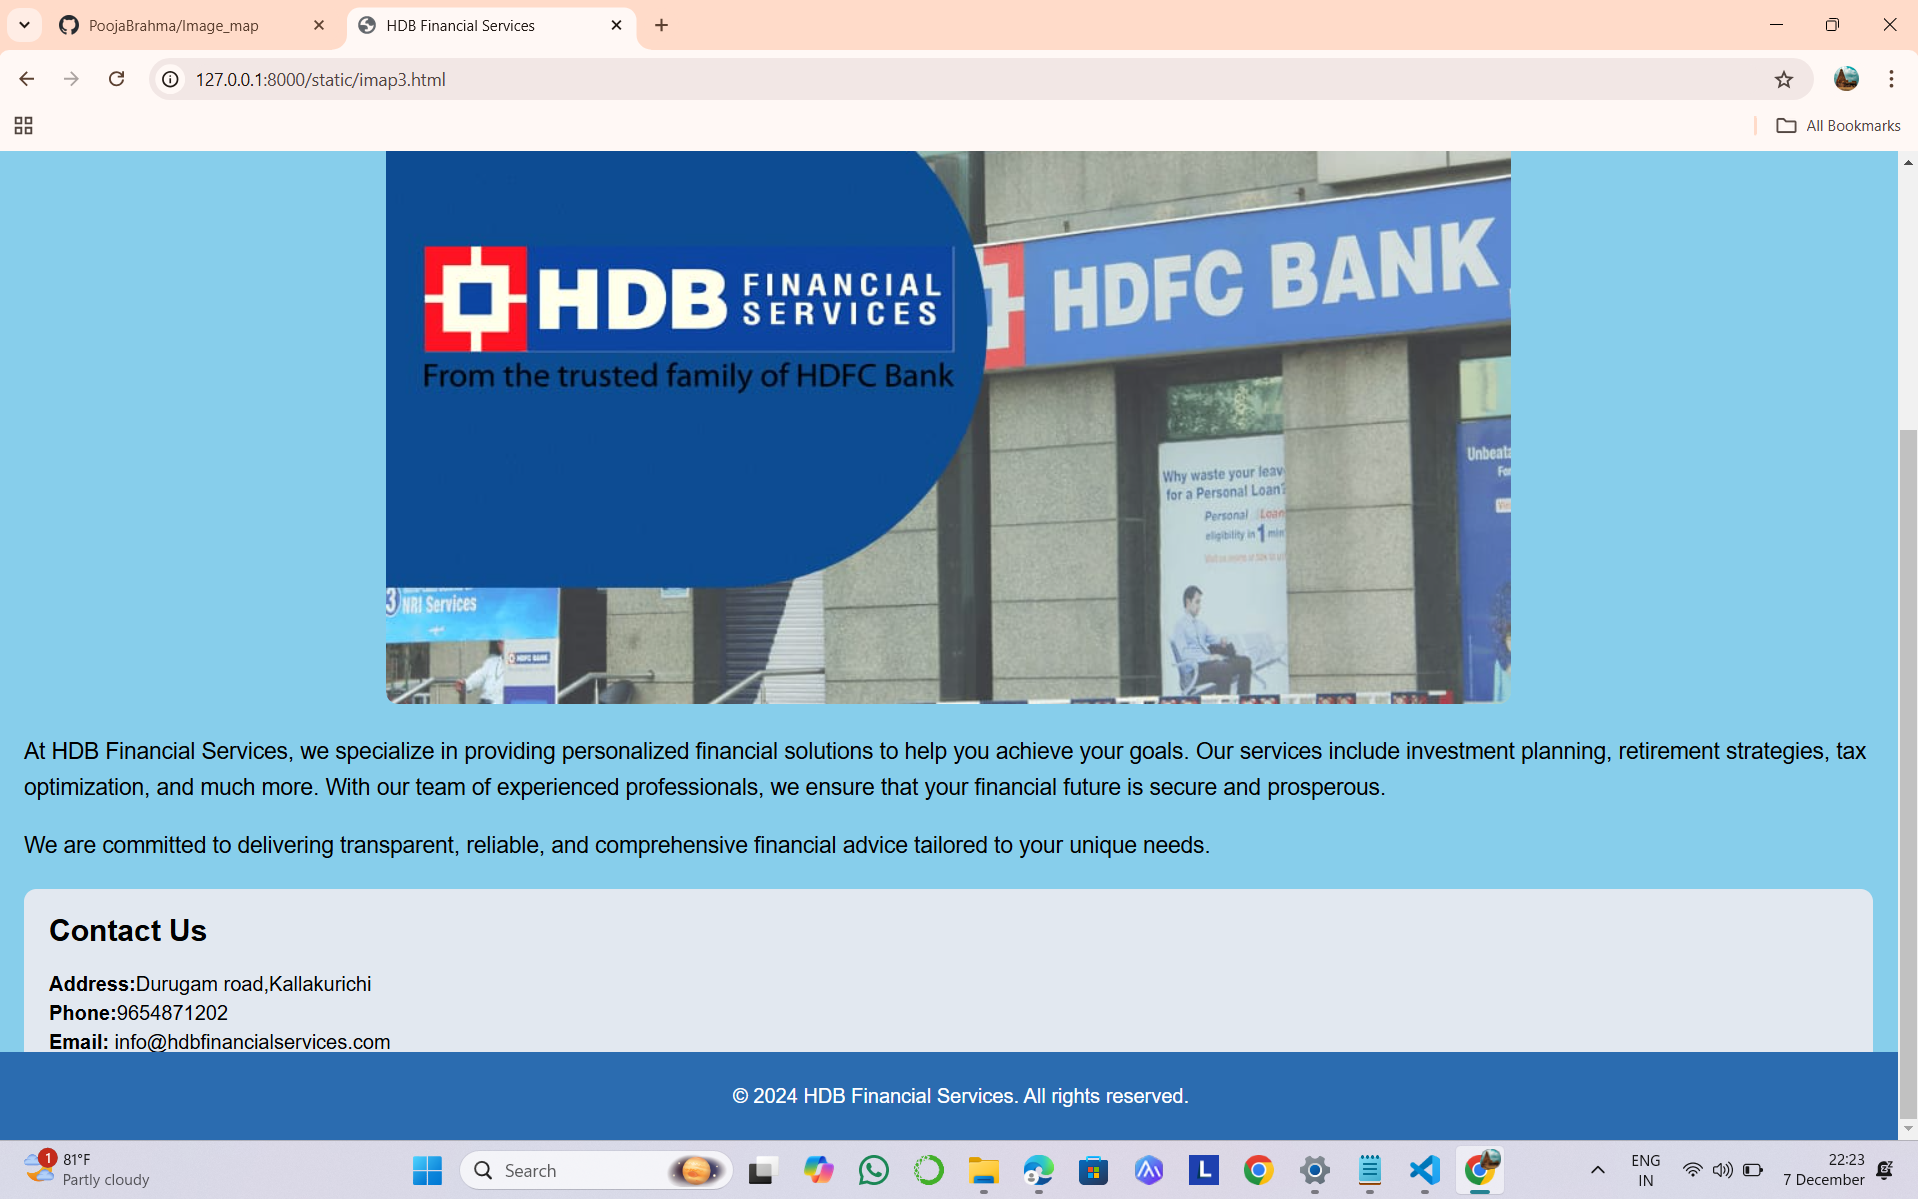 PoojaBrahma/Image_map
HDB Financial Services
127.0.0.1:8000/static/imap3.html
All Bookmarks
HDB FINANCIAL SERVICES
From the trusted family of HDFC Bank
HDFC BANK
Why waste your leav
for a Personal Loan?
Personal Loan
eligibility in 1 min
Unbeata
For
3 NRI Services
HDFC BANK
At HDB Financial Services, we specialize in providing personalized financial solutions to help you achieve your goals. Our services include investment planning, retirement strategies, tax
optimization, and much more. With our team of experienced professionals, we ensure that your financial future is secure and prosperous.
We are committed to delivering transparent, reliable, and comprehensive financial advice tailored to your unique needs.
Contact Us
Address:Durugam road,Kallakurichi
Phone:9654871202
Email: info@hdbfinancialservices.com
© 2024 HDB Financial Services. All rights reserved.
1
81°F
Partly cloudy
Search
L
ENG
IN
22:23
7 December